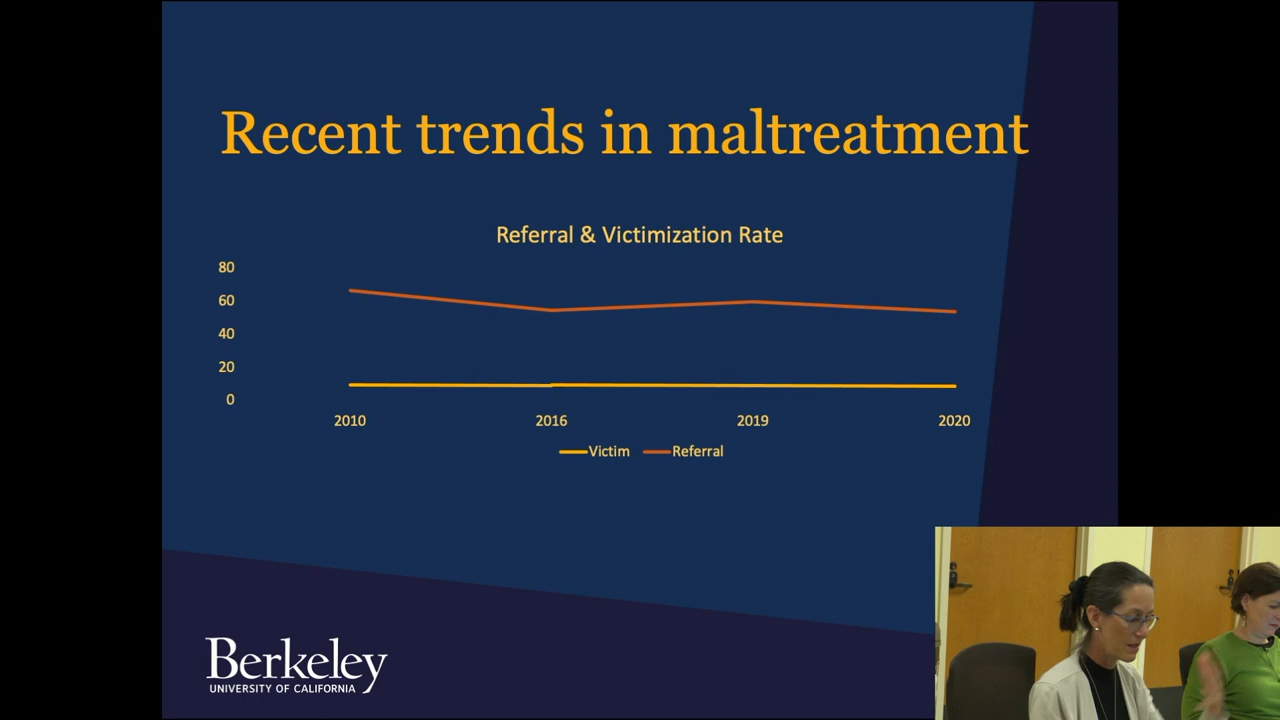 Recent trends in maltreatment
Referral & Victimization Rate
80
60
40
20
0
2010 2016 2019 2020
Victim Referral
Berkeley
UNIVERSITY OF CALIFORNIA